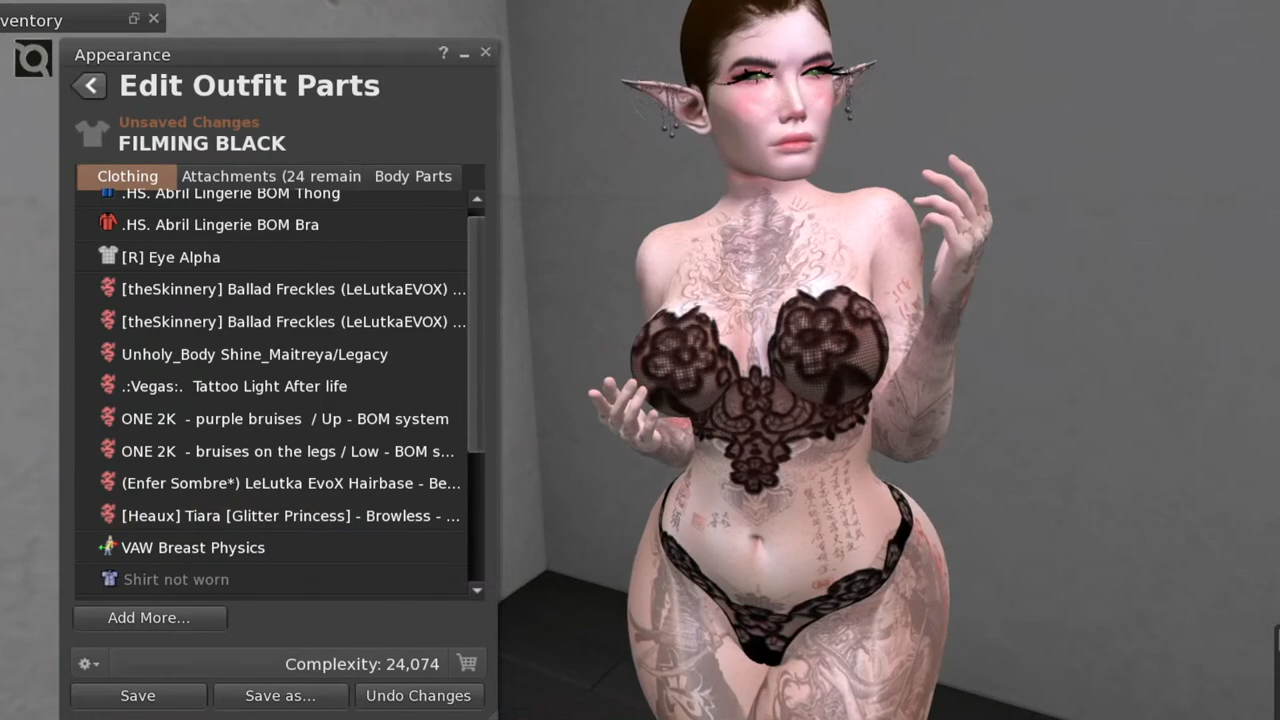 ventory
Appearance
Edit Outfit Parts
Unsaved Changes
FILMING BLACK
Clothing
Attachments (24 remain
Body Parts
.HS. Abril Lingerie BOM Thong
.HS. Abril Lingerie BOM Bra
[R] Eye Alpha
[theSkinnery] Ballad Freckles (LeLutkaEVOX) ...
[theSkinnery] Ballad Freckles (LeLutkaEVOX) ...
Unholy_Body Shine_Maitreya/Legacy
.:Vegas:. Tattoo Light After life
ONE 2K - purple bruises / Up - BOM system
ONE 2K - bruises on the legs / Low - BOM s...
(Enfer Sombre*) LeLutka EvoX Hairbase - Be...
[Heaux] Tiara [Glitter Princess] - Browless - ...
VAW Breast Physics
Shirt not worn
Add More...
Complexity: 24,074
Save
Save as...
Undo Changes